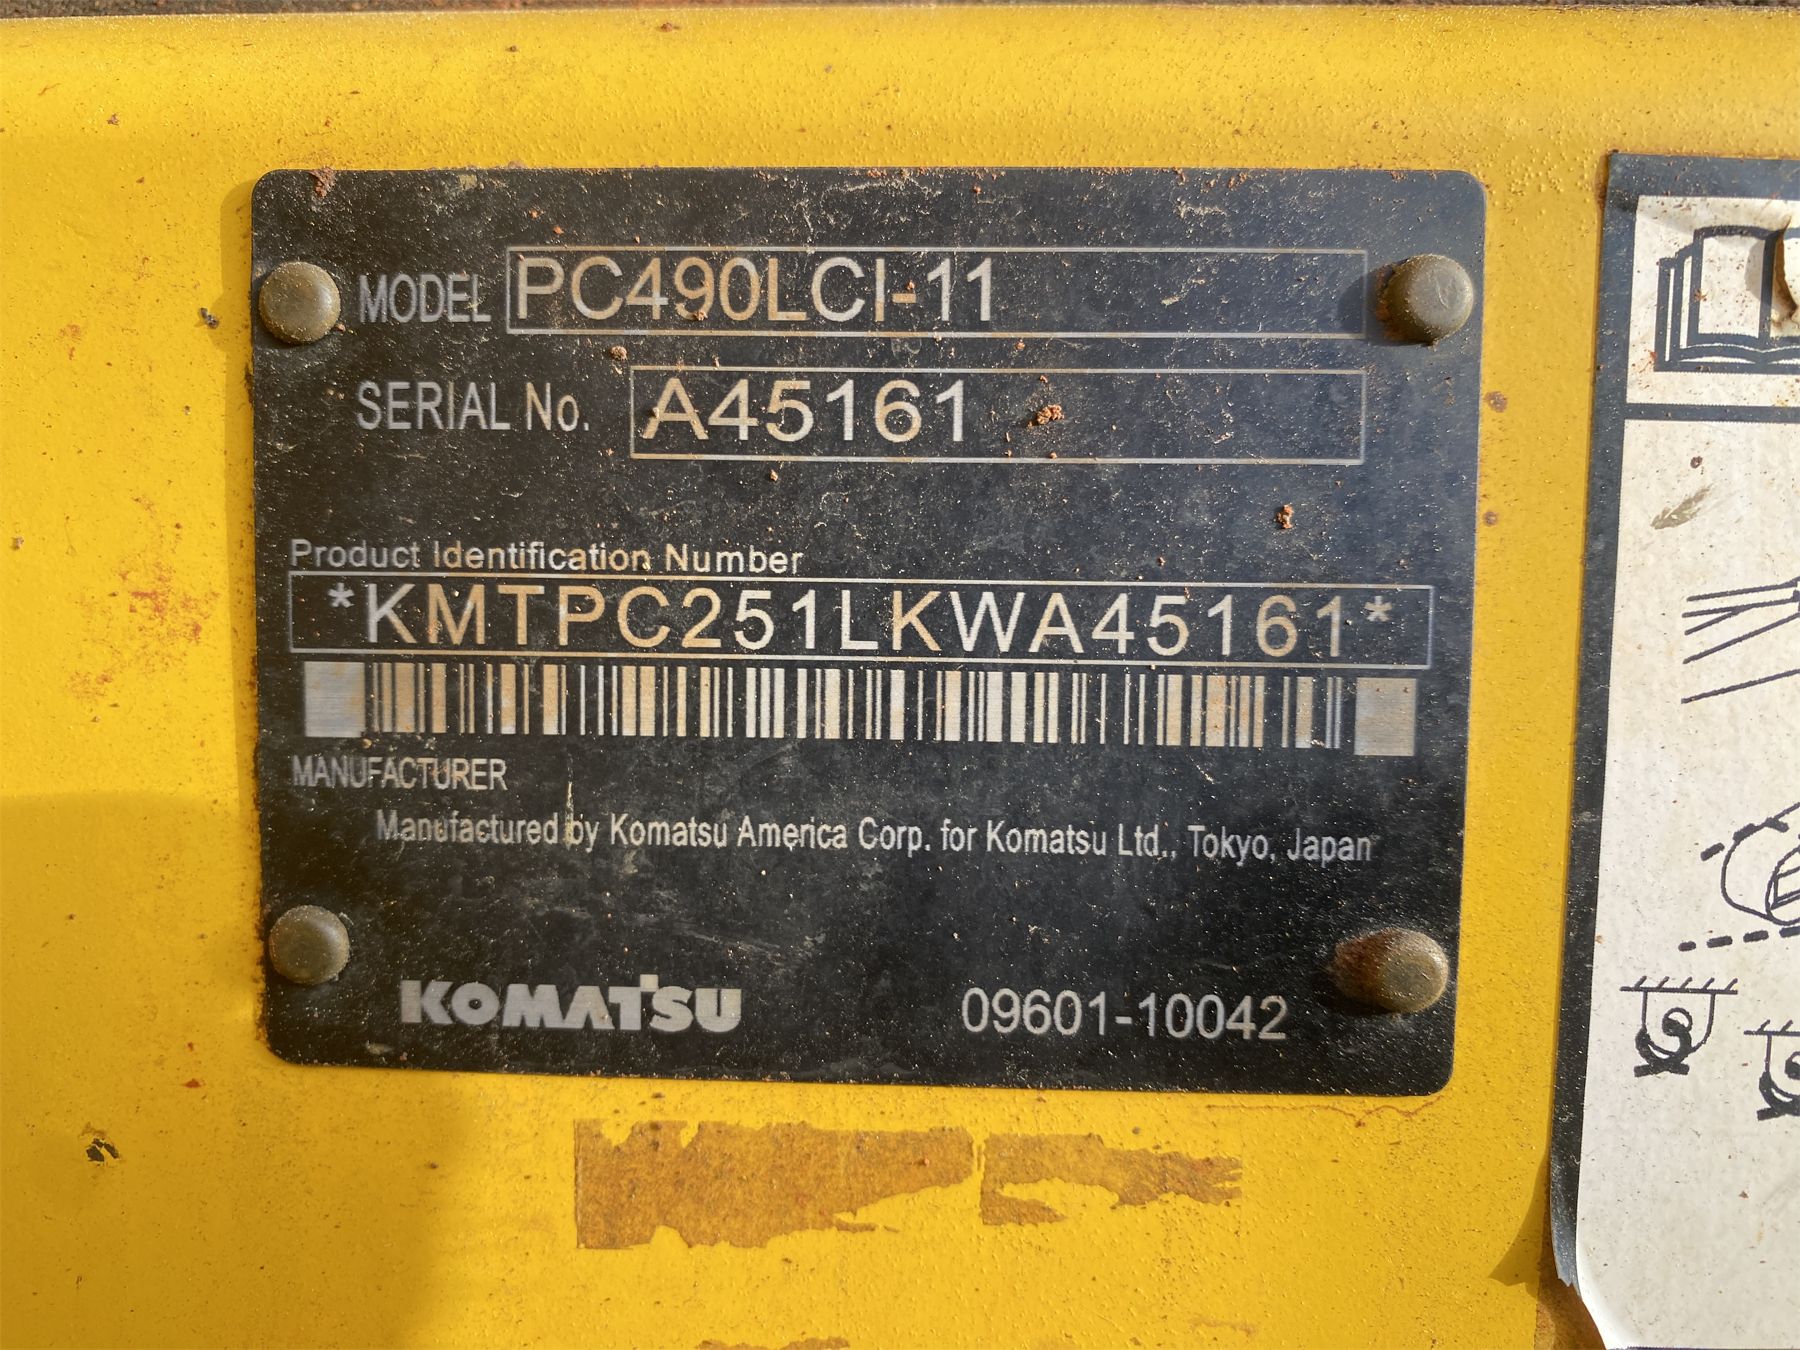 MODEL PC490LCI-11
SERIAL No. A45161
Product Identification Number
*KMTPC251LKWA45161*
MANUFACTURER
Manufactured by Komatsu America Corp. for Komatsu Ltd., Tokyo, Japan
KOMATSU 09601-10042